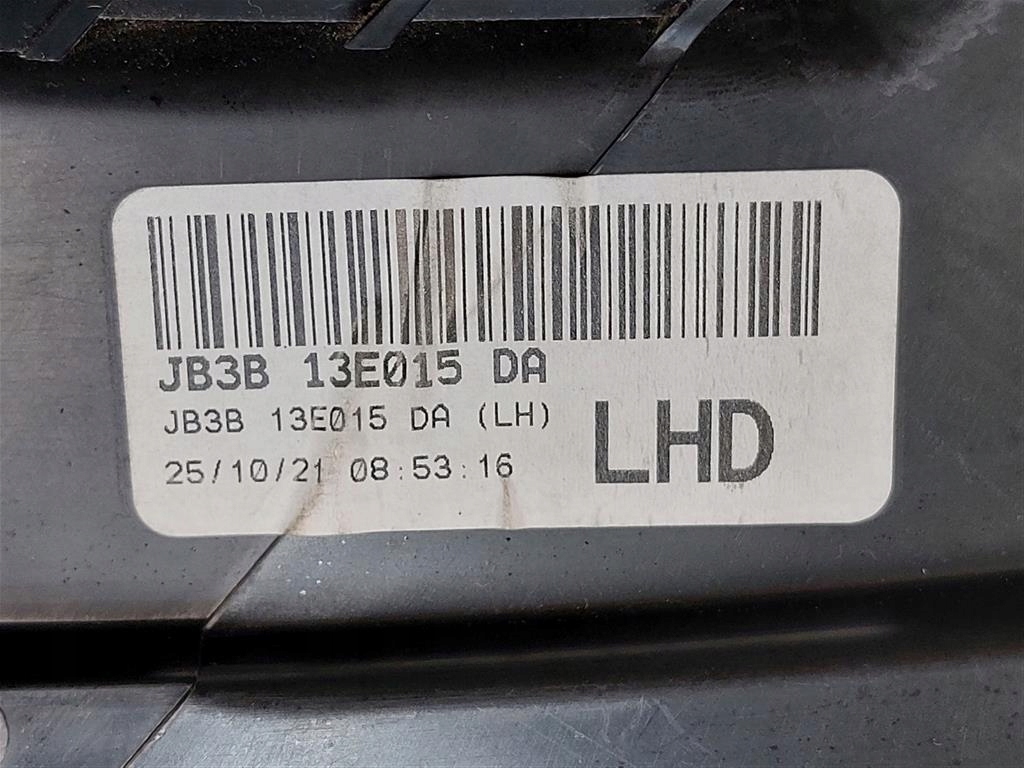 JB3B 13E015 DA
JB3B 13E015 DA (LH)
25/10/21 08:53:16
LHD